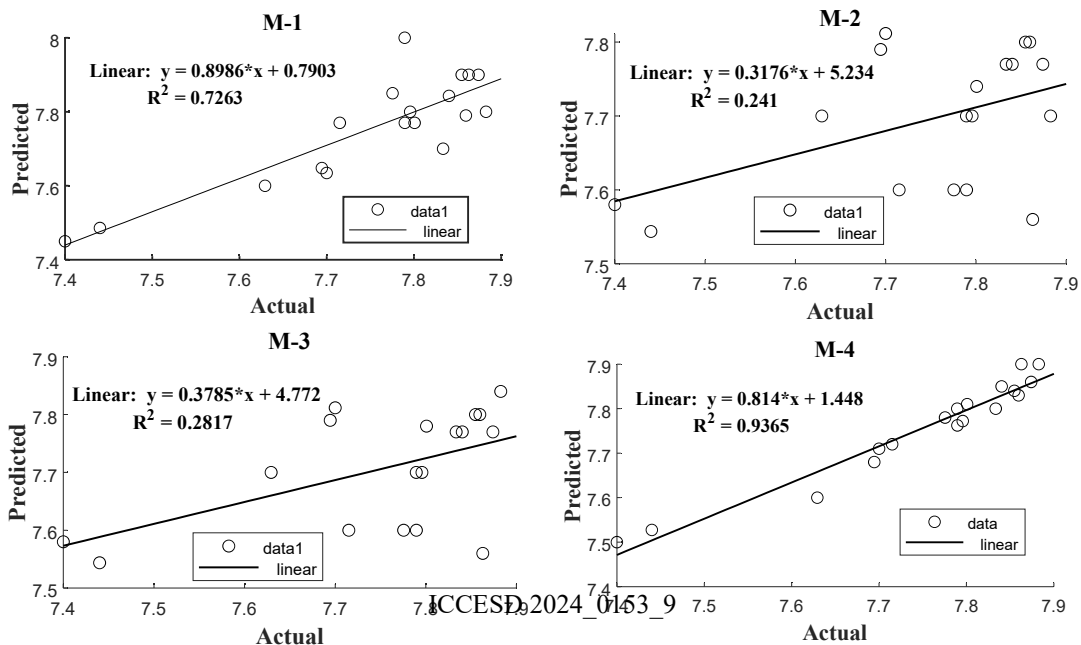 M-1
8
7.8
7.6
7.4
Predicted
Linear: y = 0.8986*x + 0.7903
R² = 0.7263
data1
linear
7.4 7.5 7.6 7.7 7.8 7.9
Actual
M-2
7.8
7.7
7.6
7.5
Predicted
Linear: y = 0.3176*x + 5.234
R² = 0.241
data1
linear
7.4 7.5 7.6 7.7 7.8 7.9
Actual
M-3
7.9
7.8
7.7
7.6
7.5
Predicted
Linear: y = 0.3785*x + 4.772
R² = 0.2817
data1
linear
7.4 7.5 7.6 7.7 7.8 7.9
Actual
M-4
7.9
7.8
7.7
7.6
7.5
7.4
Predicted
Linear: y = 0.814*x + 1.448
R² = 0.9365
data
linear
7.4 7.5 7.6 7.7 7.8 7.9
Actual
ICCESD 2024_0153_9